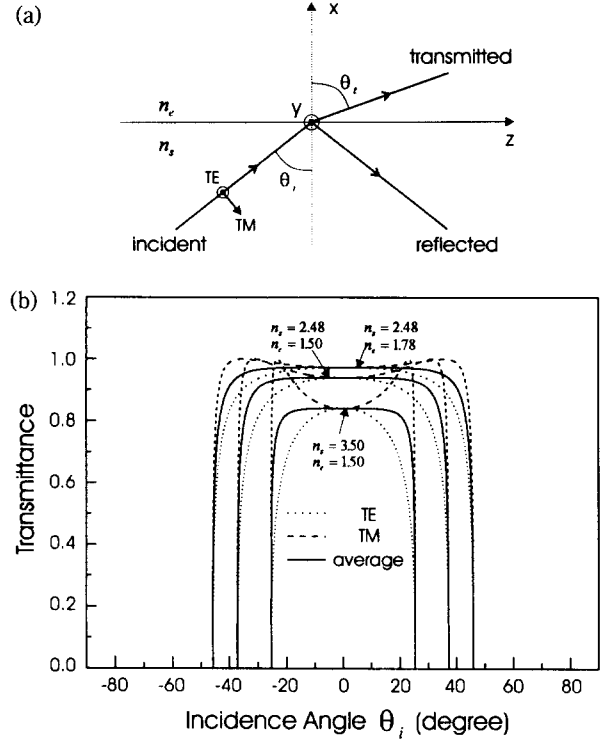 (a)
x
transmitted
θt
ne
y
z
ns
TE
θi
TM
incident
reflected
(b)
1.2
ns = 2.48
ne = 1.50
ns = 2.48
ne = 1.78
1.0
0.8
ns = 3.50
ne = 1.50
0.6
TE
TM
average
0.4
0.2
0.0
Transmittance
-80 -60 -40 -20 0 20 40 60 80
Incidence Angle θi (degree)